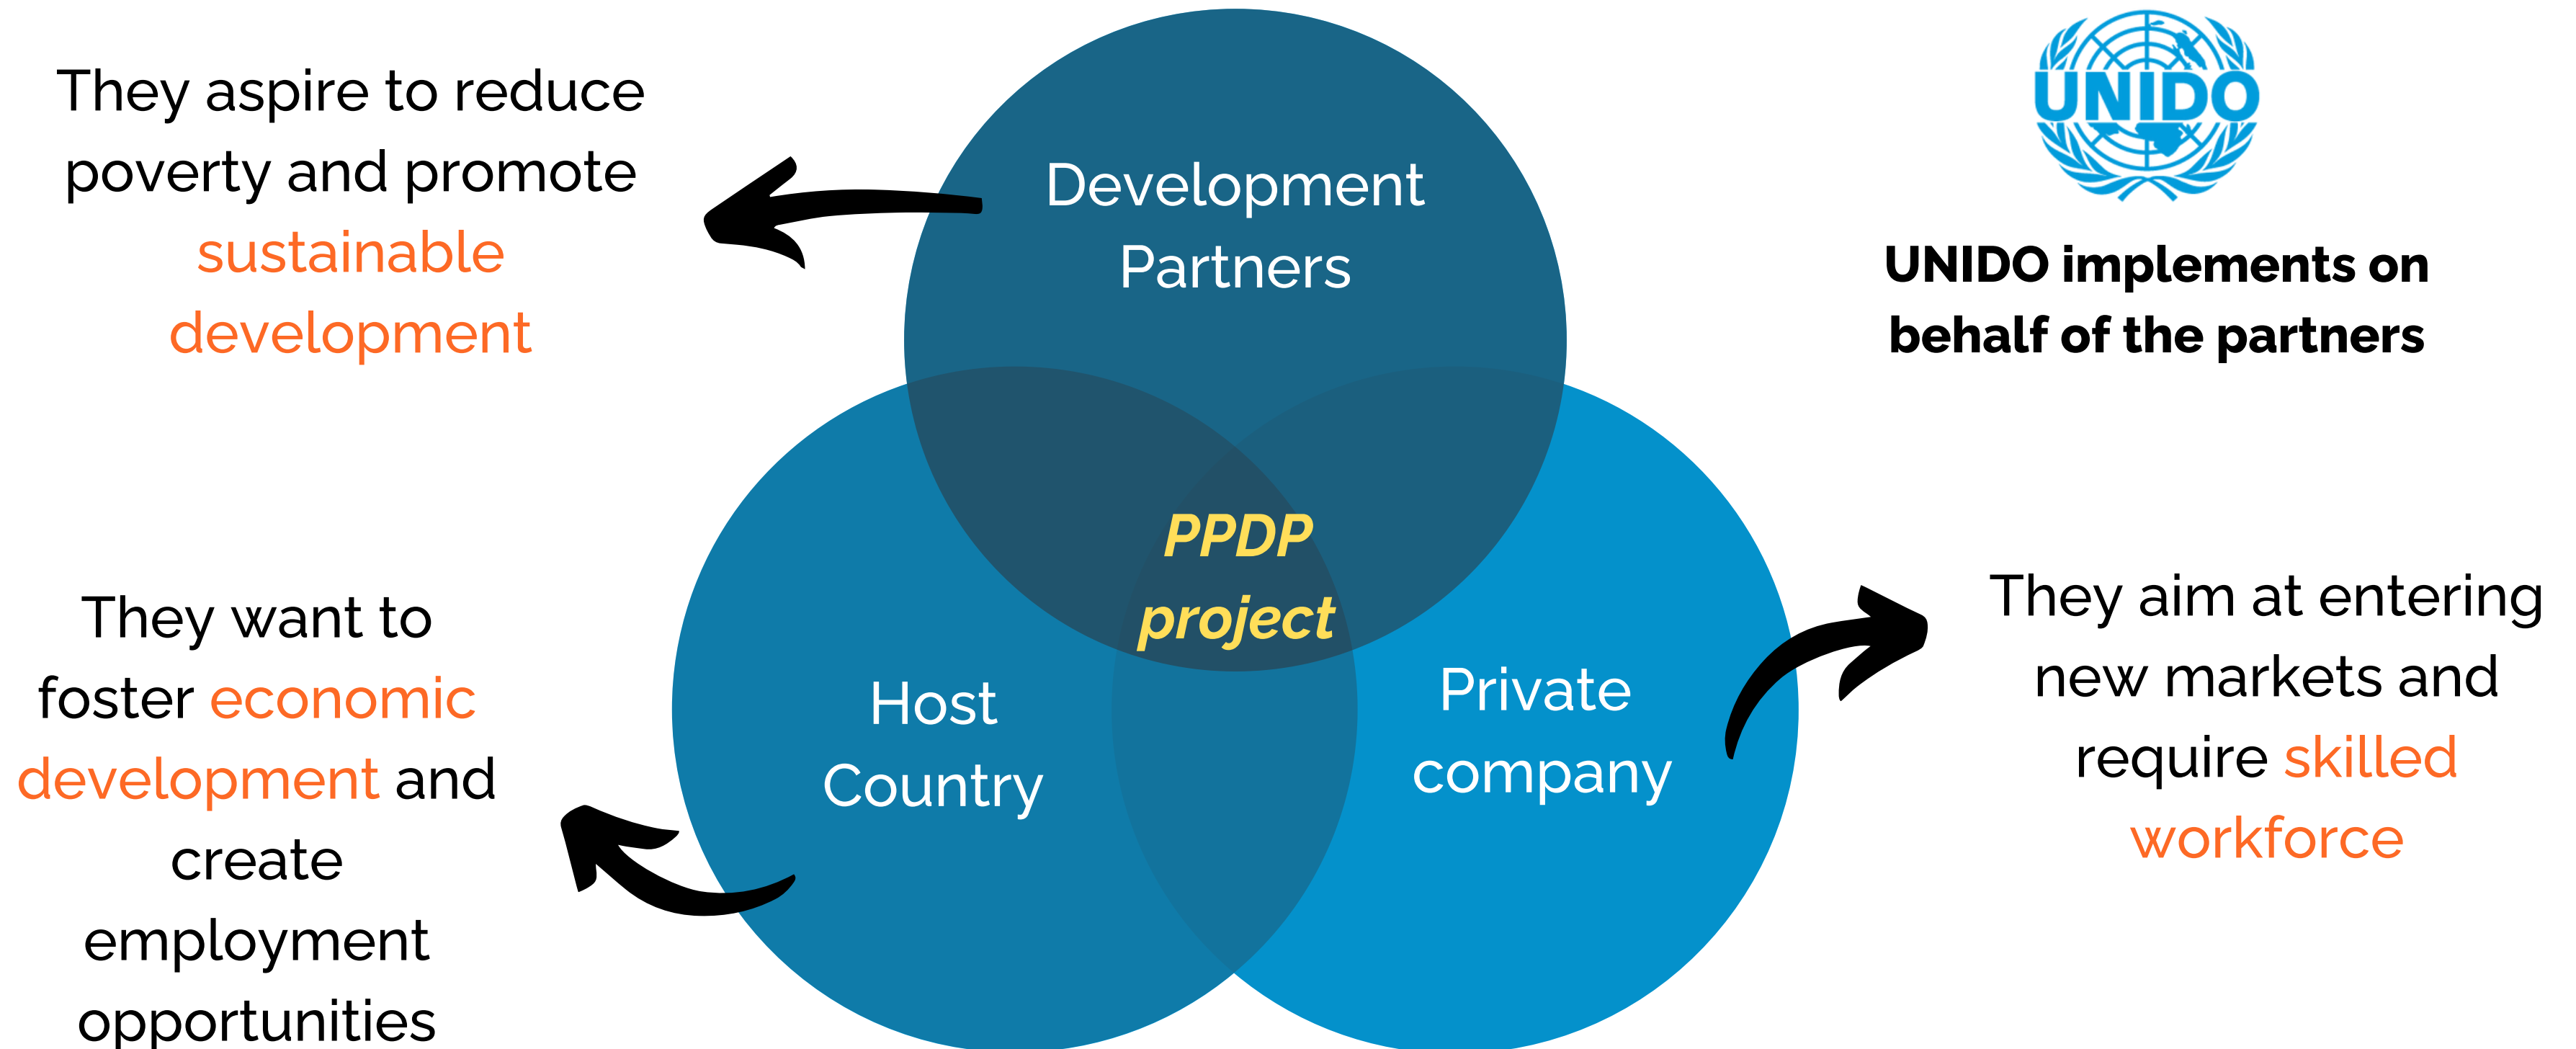 They aspire to reduce
poverty and promote
sustainable
development
Development
Partners
UNIDO
UNIDO implements on
behalf of the partners
PPDP
project
They want to
foster economic
development and
create
employment
opportunities
Host
Country
Private
company
They aim at entering
new markets and
require skilled
workforce